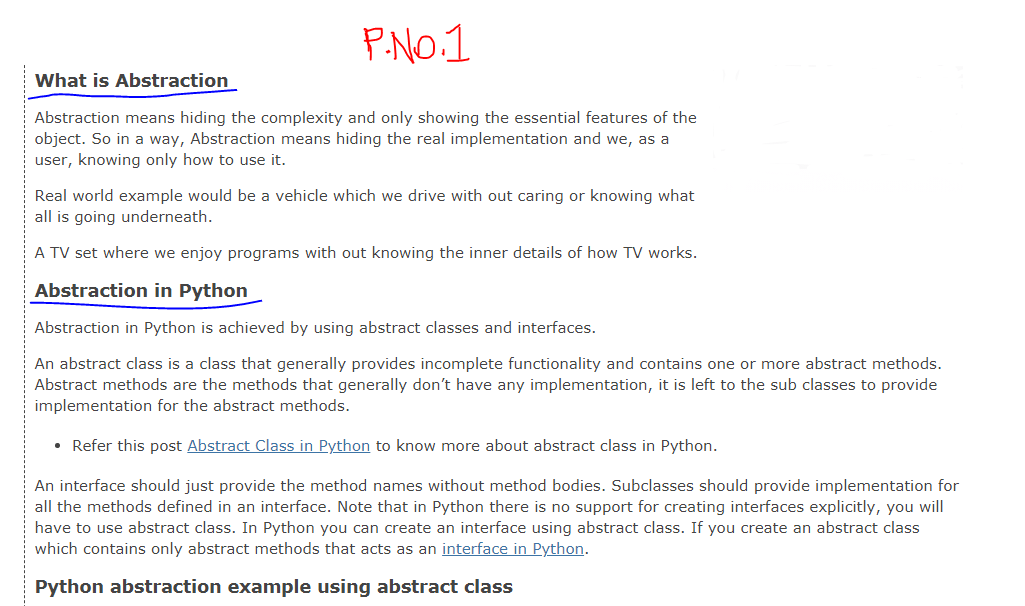 P.NO.1
What is Abstraction
Abstraction means hiding the complexity and only showing the essential features of the
object. So in a way, Abstraction means hiding the real implementation and we, as a
user, knowing only how to use it.
Real world example would be a vehicle which we drive with out caring or knowing what
all is going underneath.
A TV set where we enjoy programs with out knowing the inner details of how TV works.
Abstraction in Python
Abstraction in Python is achieved by using abstract classes and interfaces.
An abstract class is a class that generally provides incomplete functionality and contains one or more abstract methods.
Abstract methods are the methods that generally don’t have any implementation, it is left to the sub classes to provide
implementation for the abstract methods.
• Refer this post Abstract Class in Python to know more about abstract class in Python.
An interface should just provide the method names without method bodies. Subclasses should provide implementation for
all the methods defined in an interface. Note that in Python there is no support for creating interfaces explicitly, you will
have to use abstract class. In Python you can create an interface using abstract class. If you create an abstract class
which contains only abstract methods that acts as an interface in Python.
Python abstraction example using abstract class